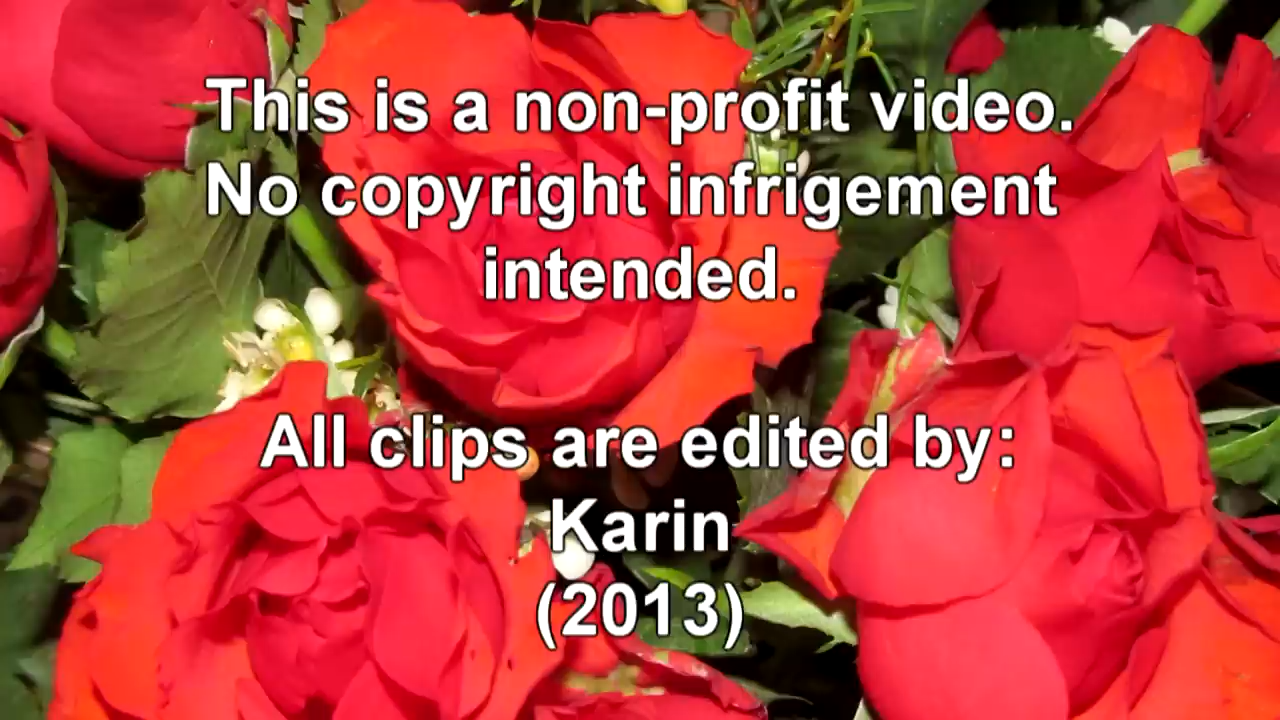 This is a non-profit video.
No copyright infrigement
intended.
All clips are edited by:
Karin
(2013)